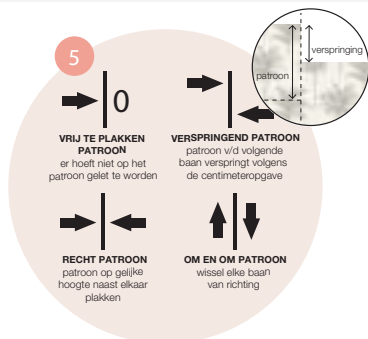 5
verspringing
patroon
0
VRIJ TE PLAKKEN
PATROON
er hoeft niet op het
patroon gelet te worden
VERSPRINGEND PATROON
patroon v/d volgende
baan verspringt volgens
de centimeteropgave
RECHT PATROON
patroon op gelijke
hoogte naast elkaar
plakken
OM EN OM PATROON
wissel elke baan
van richting